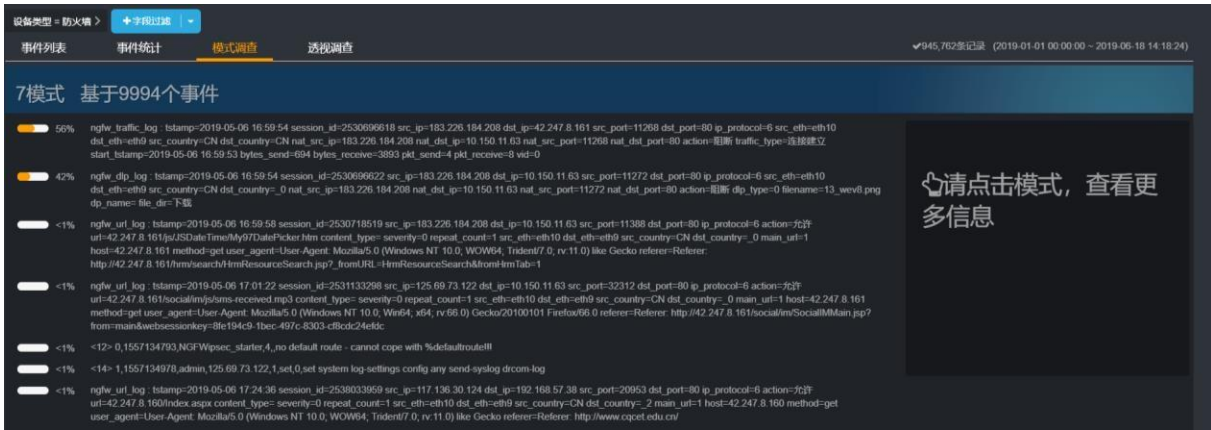 设备类型 = 防火墙 > +字段过滤
事件列表 事件统计 模式调查 透视调查 ✔945,762条记录 (2019-01-01 00:00:00 ~ 2019-06-18 14:18:24)
7模式 基于9994个事件
56% ngfw_traffic_log : tstamp=2019-05-06 16:59:54 session_id=2530696618 src_ip=183.226.184.208 dst_ip=42.247.8.161 src_port=11268 dst_port=80 ip_protocol=6 src_eth=eth10
dst_eth=eth9 src_country=CN dst_country=CN nat_src_ip=183.226.184.208 nat_dst_ip=10.150.11.63 nat_src_port=11268 nat_dst_port=80 action=阻断 traffic_type=连接建立
start_tstamp=2019-05-06 16:59:53 bytes_send=694 bytes_receive=3893 pkt_send=4 pkt_receive=8 vid=0
42% ngfw_dlp_log : tstamp=2019-05-06 16:59:54 session_id=2530696622 src_ip=183.226.184.208 dst_ip=10.150.11.63 src_port=11272 dst_port=80 ip_protocol=6 src_eth=eth10
dst_eth=eth9 src_country=CN dst_country=_0 nat_src_ip=183.226.184.208 nat_dst_ip=10.150.11.63 nat_src_port=11272 nat_dst_port=80 action=阻断 dlp_type=0 filename=13_wev8.png
dp_name= file_dir=下载
<1% ngfw_url_log : tstamp=2019-05-06 16:59:58 session_id=2530718519 src_ip=183.226.184.208 dst_ip=10.150.11.63 src_port=11388 dst_port=80 ip_protocol=6 action=允许
url=42.247.8.161/js/JSDateTime/My97DatePicker.htm content_type= severity=0 repeat_count=1 src_eth=eth10 dst_eth=eth9 src_country=CN dst_country=_0 main_url=1
host=42.247.8.161 method=get user_agent=User-Agent: Mozilla/5.0 (Windows NT 10.0; WOW64; Trident/7.0; rv:11.0) like Gecko referer=Referer:
http://42.247.8.161/hrm/search/HrmResourceSearch.jsp?_fromURL=HrmResourceSearch&fromHrmTab=1
<1% ngfw_url_log : tstamp=2019-05-06 17:01:22 session_id=2531133298 src_ip=125.69.73.122 dst_ip=10.150.11.63 src_port=32312 dst_port=80 ip_protocol=6 action=允许
url=42.247.8.161/social/im/js/sms-received.mp3 content_type= severity=0 repeat_count=1 src_eth=eth10 dst_eth=eth9 src_country=CN dst_country=_0 main_url=1 host=42.247.8.161
method=get user_agent=User-Agent: Mozilla/5.0 (Windows NT 10.0; Win64; x64; rv:66.0) Gecko/20100101 Firefox/66.0 referer=Referer: http://42.247.8.161/social/im/SocialIMMain.jsp?
from=main&websessionkey=8fe194c9-1bec-497c-8303-cf8cdc24efdc
<1% <12> 0,1557134793,NGFWipsec_starter,4,,no default route - cannot cope with %defaultroute!!!
<1% <14> 1,1557134978,admin,125.69.73.122,1,set,0,set system log-settings config any send-syslog drcom-log
<1% ngfw_url_log : tstamp=2019-05-06 17:24:36 session_id=2538033959 src_ip=117.136.30.124 dst_ip=192.168.57.38 src_port=20953 dst_port=80 ip_protocol=6 action=允许
url=42.247.8.160/Index.aspx content_type= severity=0 repeat_count=1 src_eth=eth10 dst_eth=eth9 src_country=CN dst_country=_2 main_url=1 host=42.247.8.160 method=get
user_agent=User-Agent: Mozilla/5.0 (Windows NT 10.0; WOW64; Trident/7.0; rv:11.0) like Gecko referer=Referer: http://www.cqcet.edu.cn/
请点击模式，查看更
多信息